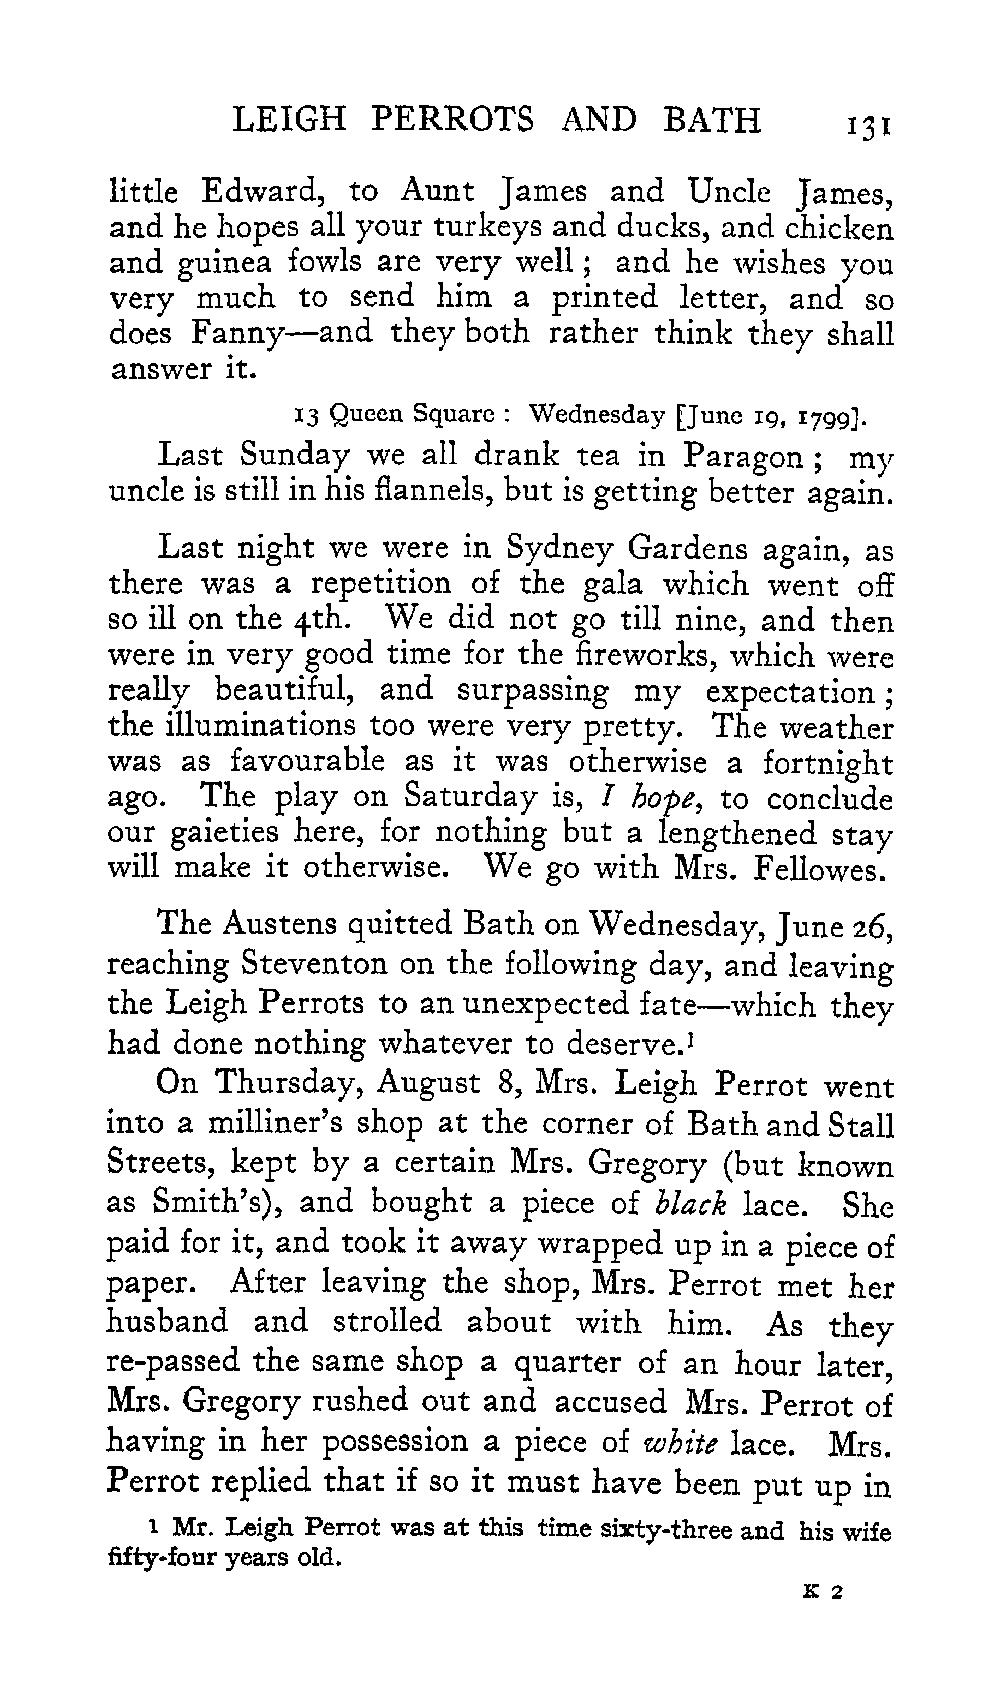 LEIGH PERROTS AND BATH 131
little Edward, to Aunt James and Uncle James,
and he hopes all your turkeys and ducks, and chicken
and guinea fowls are very well ; and he wishes you
very much to send him a printed letter, and so
does Fanny—and they both rather think they shall
answer it.
13 Queen Square : Wednesday [June 19, 1799].
Last Sunday we all drank tea in Paragon ; my
uncle is still in his flannels, but is getting better again.
Last night we were in Sydney Gardens again, as
there was a repetition of the gala which went off
so ill on the 4th. We did not go till nine, and then
were in very good time for the fireworks, which were
really beautiful, and surpassing my expectation ;
the illuminations too were very pretty. The weather
was as favourable as it was otherwise a fortnight
ago. The play on Saturday is, I hope, to conclude
our gaieties here, for nothing but a lengthened stay
will make it otherwise. We go with Mrs. Fellowes.
The Austens quitted Bath on Wednesday, June 26,
reaching Steventon on the following day, and leaving
the Leigh Perrots to an unexpected fate—which they
had done nothing whatever to deserve.¹
On Thursday, August 8, Mrs. Leigh Perrot went
into a milliner's shop at the corner of Bath and Stall
Streets, kept by a certain Mrs. Gregory (but known
as Smith's), and bought a piece of black lace. She
paid for it, and took it away wrapped up in a piece of
paper. After leaving the shop, Mrs. Perrot met her
husband and strolled about with him. As they
re-passed the same shop a quarter of an hour later,
Mrs. Gregory rushed out and accused Mrs. Perrot of
having in her possession a piece of white lace. Mrs.
Perrot replied that if so it must have been put up in
1 Mr. Leigh Perrot was at this time sixty-three and his wife
fifty-four years old.
K 2